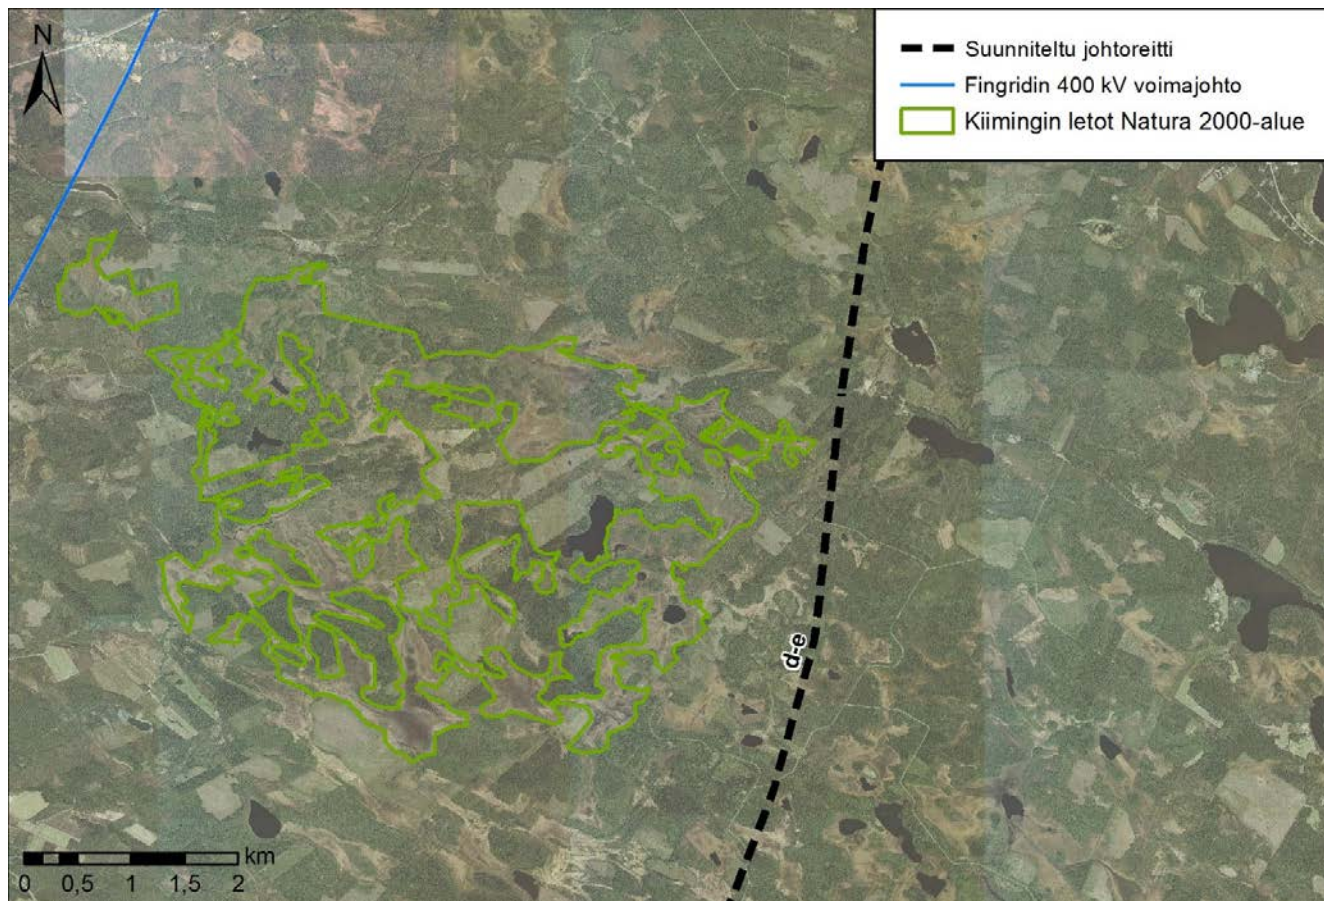 N
Suunniteltu johtoreitti
Fingridin 400 kV voimajohto
Kiimingin letot Natura 2000-alue
d-e
km
0 0,5 1 1,5 2